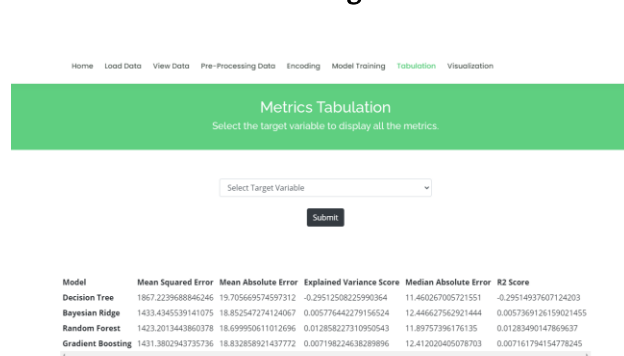 Home Load Data View Data Pre-Processing Data Encoding Model Training Tabulation Visualization
Metrics Tabulation
Select the target variable to display all the metrics.
Select Target Variable
Submit
Model Mean Squared Error Mean Absolute Error Explained Variance Score Median Absolute Error R2 Score
Decision Tree 1867.2239688846246 19.705669574597312 -0.29512508225990364 11.460267005721551 -0.29514937607124203
Bayesian Ridge 1433.4345539141075 18.852547274124067 0.005776442279156524 12.446627562921444 0.0057369126159021455
Random Forest 1423.2013443860378 18.699950611012696 0.012858227310950543 11.89757396176135 0.01283490147869637
Gradient Boosting 1431.3802943735736 18.832858921437772 0.007198224638289896 12.412020405078703 0.007161794154778245